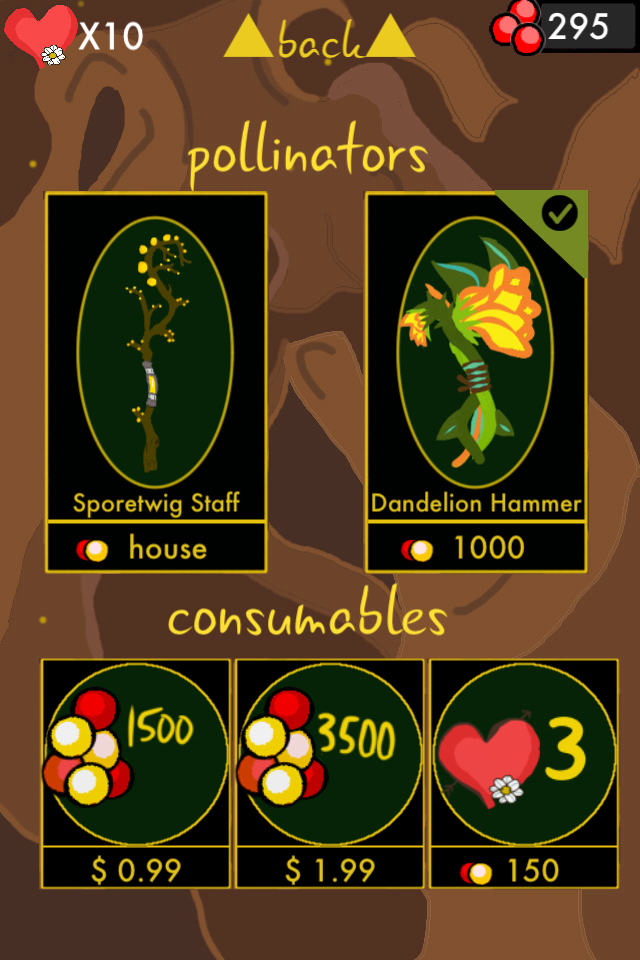 X10
back
295
pollinators
Sporetwig Staff
Dandelion Hammer
house
1000
consumables
1500
3500
3
$ 0.99
$ 1.99
150